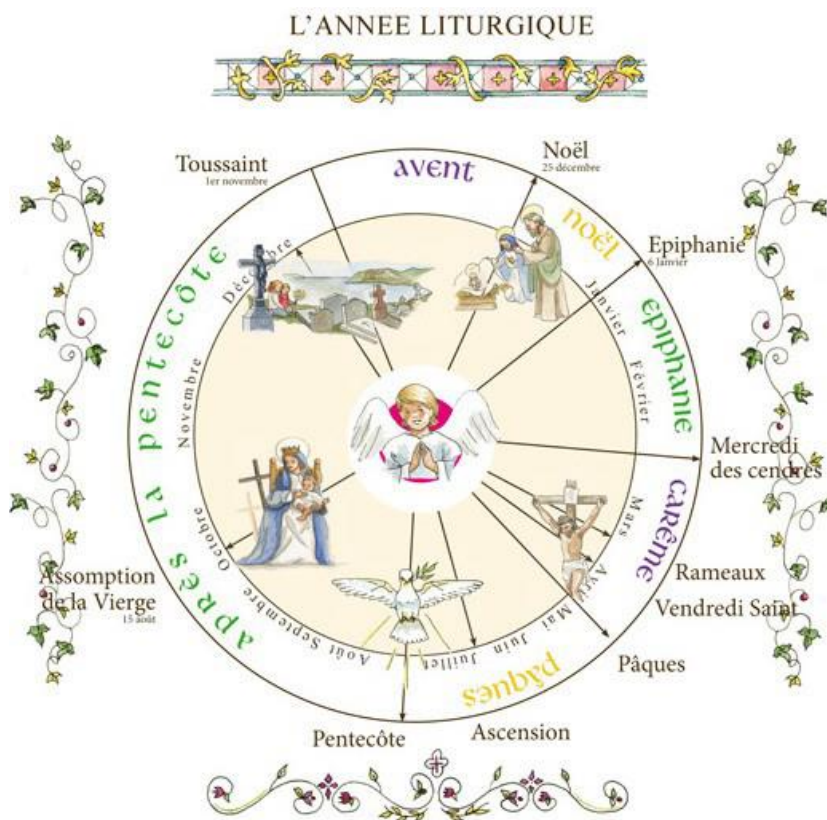 L'ANNEE LITURGIQUE
AVENT
Noël
25 décembre
NOËL
Epiphanie
6 Janvier
EPIPHANIE
Mercredi
des cendres
CARÊME
Rameaux
Vendredi Saint
Pâques
PÂQUES
Ascension
Pentecôte
APRÈS LA PENTECÔTE
Assomption
de la Vierge
15 août
Toussaint
1er novembre
Janvier
Février
Mars
Avril
Mai
Juin
Juillet
Août
Septembre
Octobre
Novembre
Décembre